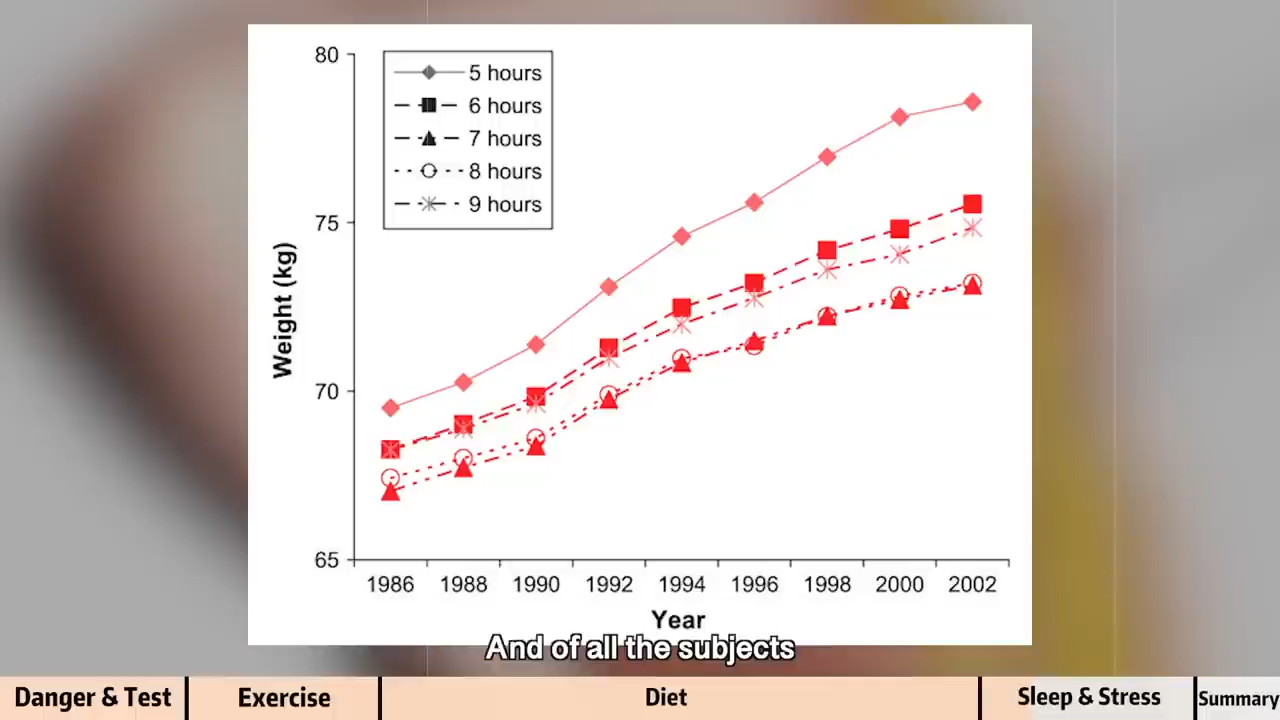 80
75
70
65
Weight (kg)
5 hours
6 hours
7 hours
8 hours
9 hours
1986 1988 1990 1992 1994 1996 1998 2000 2002
Year
And of all the subjects
Danger & Test Exercise Diet Sleep & Stress Summary